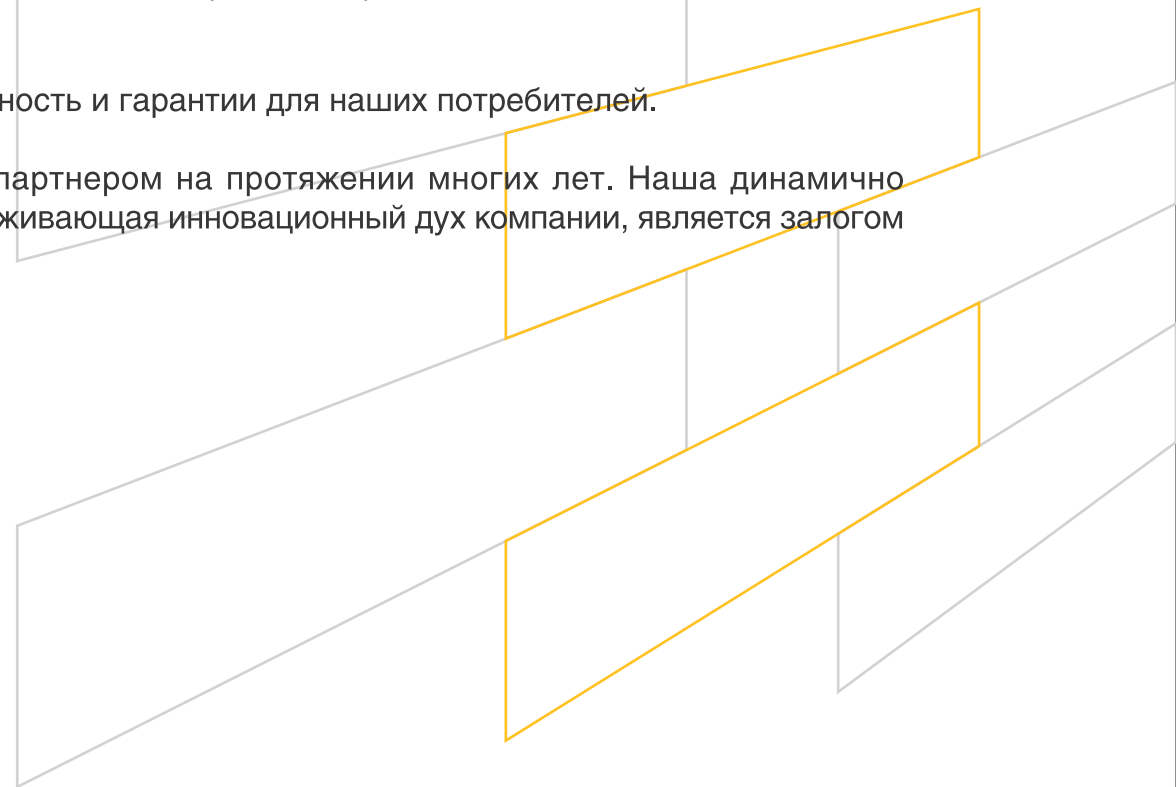 ность и гарантии для наших потребителей.
партнером на протяжении многих лет. Наша динамично
живающая инновационный дух компании, является залогом